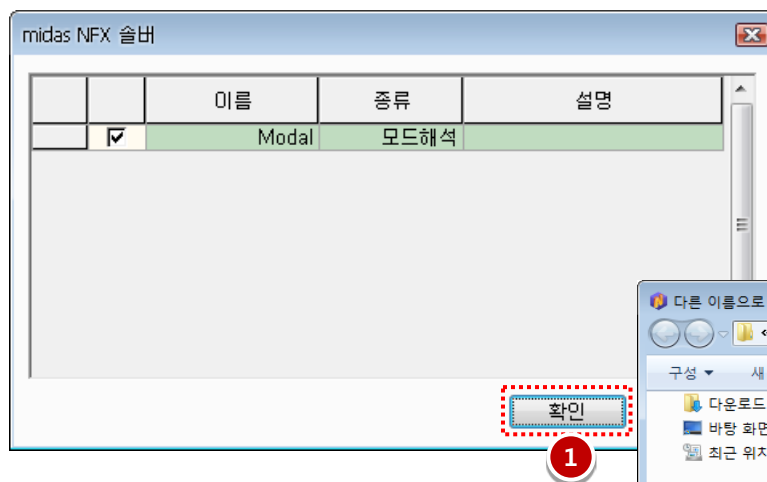 midas NFX 솔버
이름 종류 설명
Modal 모드해석
확인
1
다른 이름으로
구성 새
다운로드
바탕 화면
최근 위치